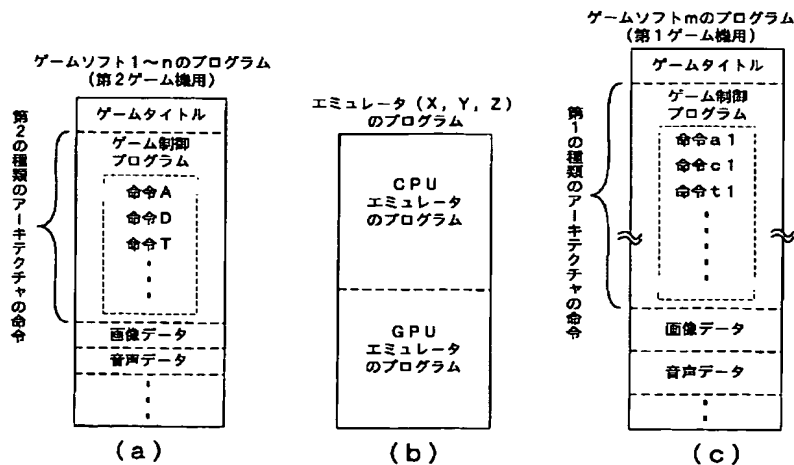 ゲームソフト1～nのプログラム
(第2ゲーム機用)
ゲームタイトル
ゲーム制御
プログラム
命令A
命令D
命令T
画像データ
音声データ
第2の種類のアーキテクチャの命令
(a)
エミュレータ(X, Y, Z)
のプログラム
CPU
エミュレータ
のプログラム
GPU
エミュレータ
のプログラム
(b)
ゲームソフトmのプログラム
(第1ゲーム機用)
ゲームタイトル
ゲーム制御
プログラム
命令a1
命令c1
命令t1
画像データ
音声データ
第1の種類のアーキテクチャの命令
(c)